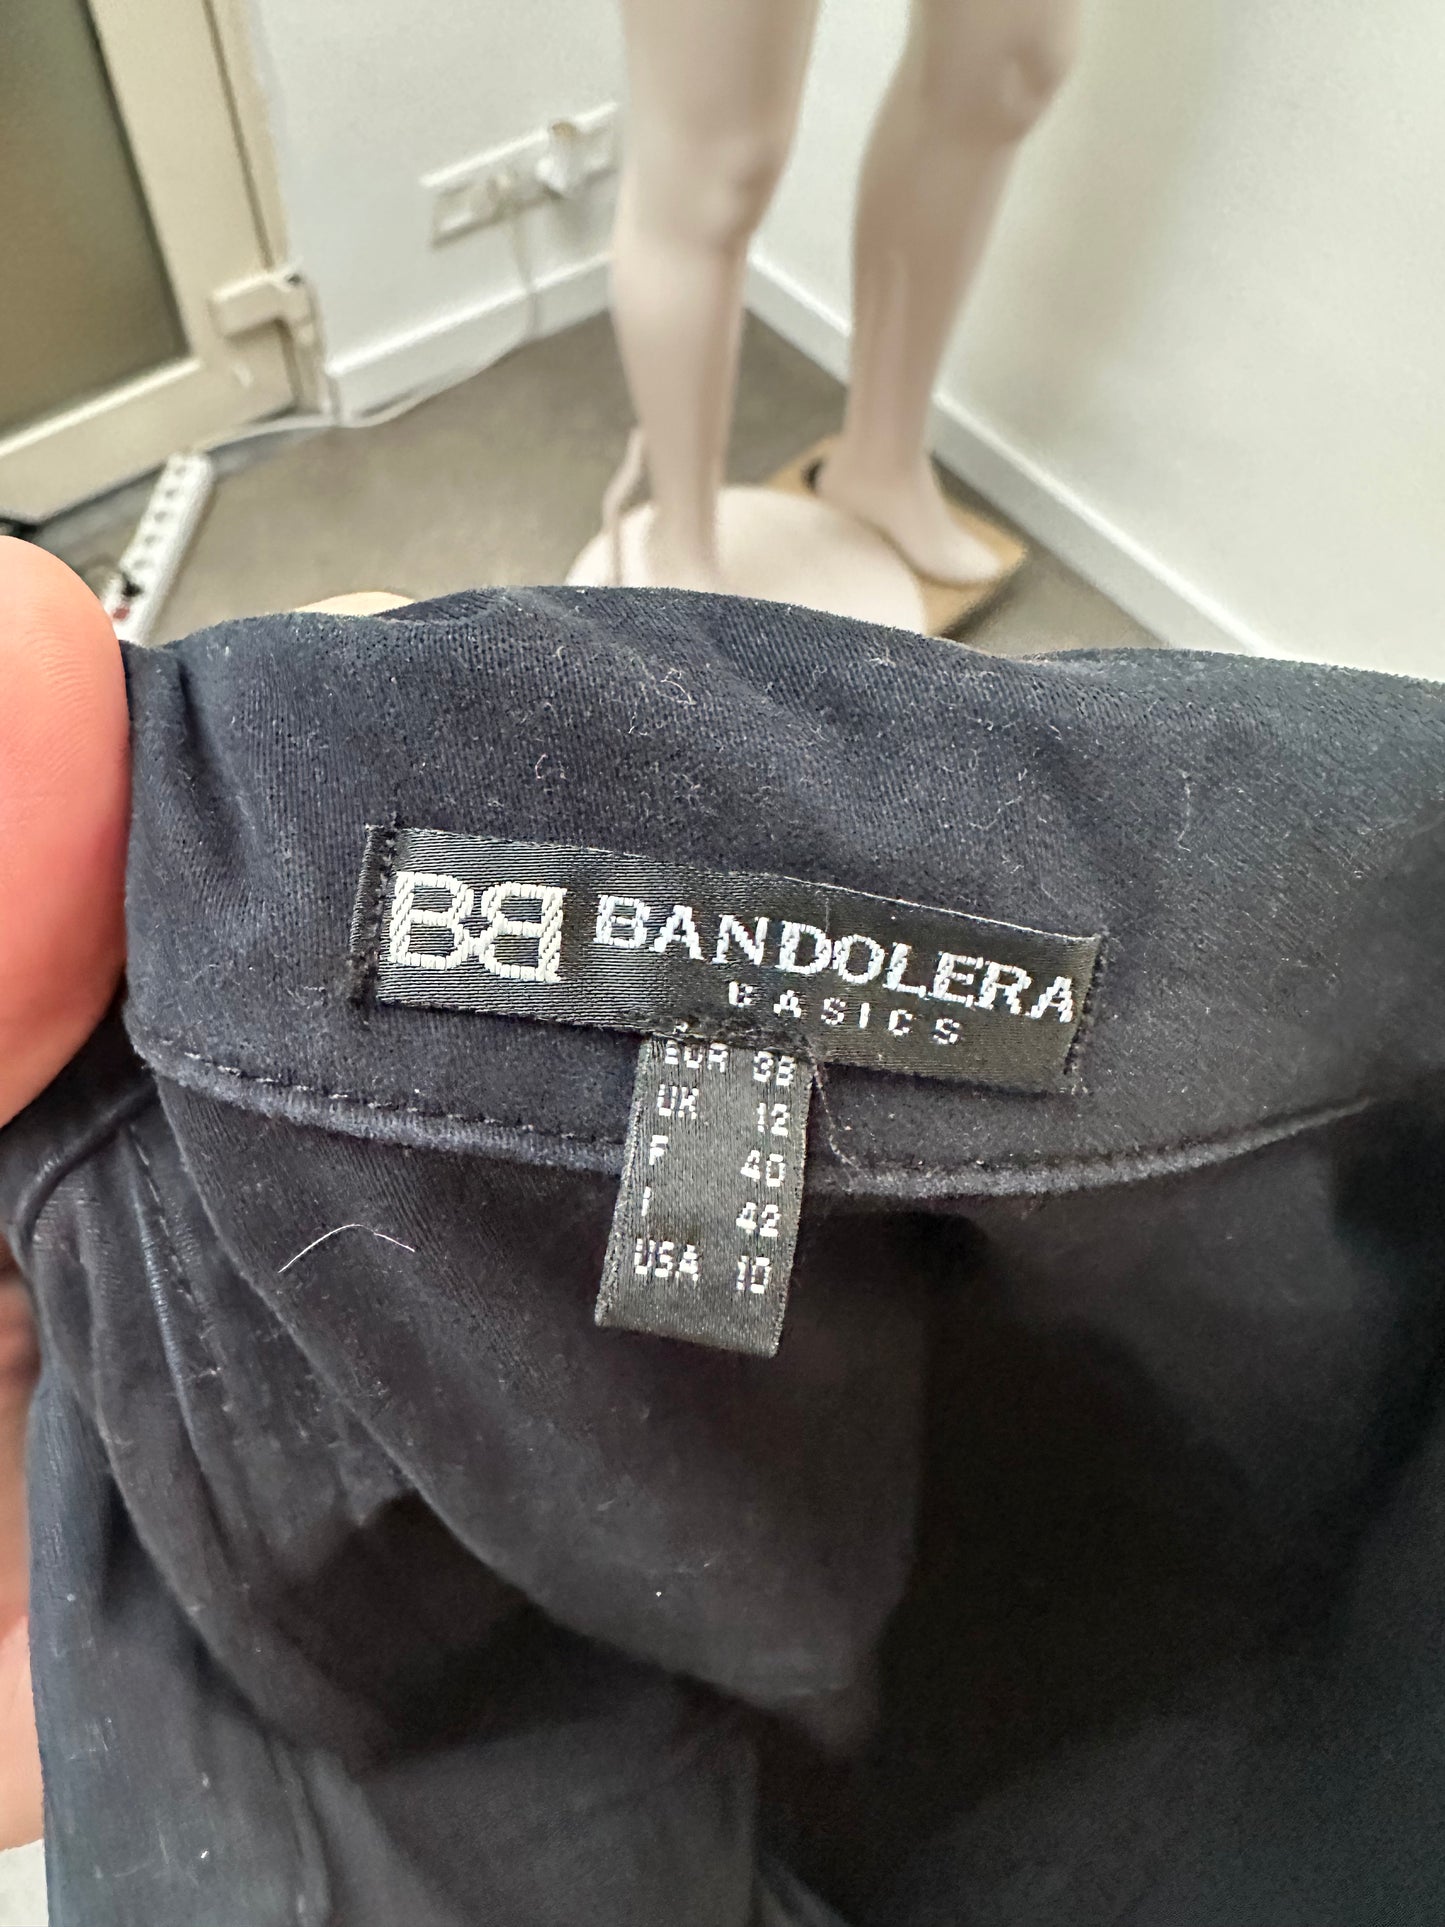 BB BANDOLERA
BASICS
EUR 38
UK 12
F 40
I 42
USA 10